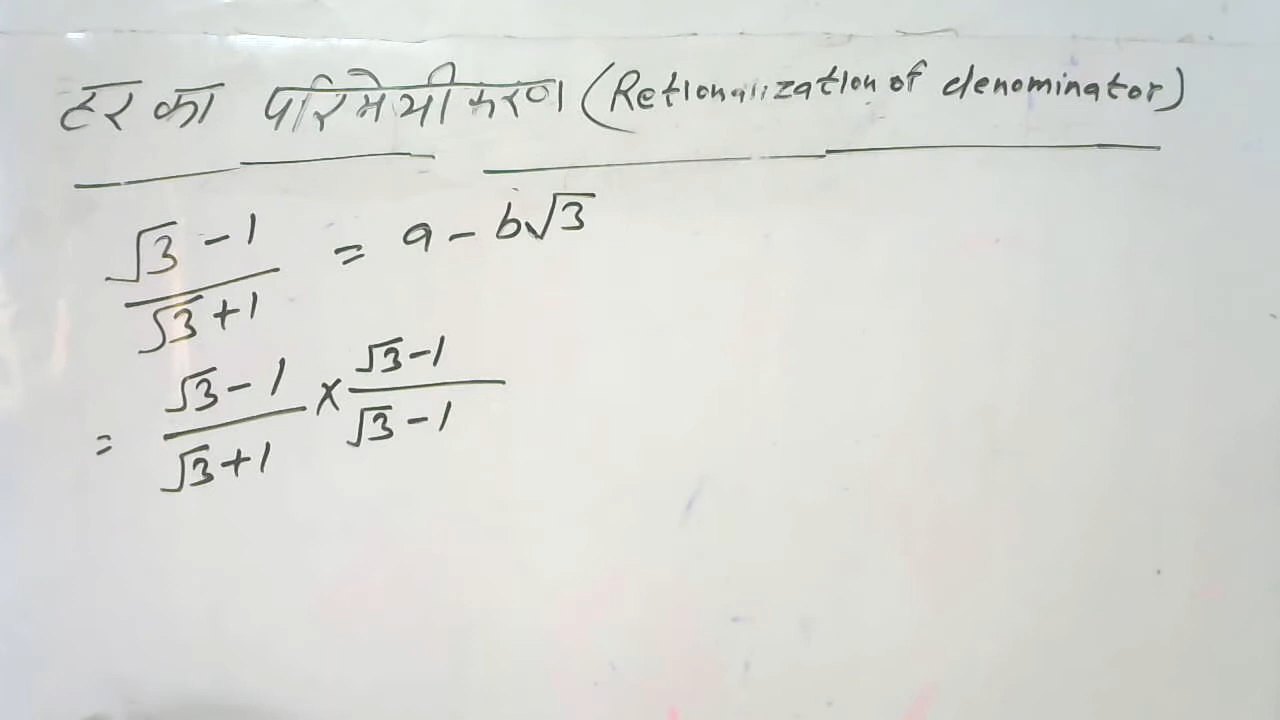 हर का परिमेयीकरण (Retionalization of denominator)
√3 - 1 / √3 + 1 = a - b√3
= √3 - 1 / √3 + 1 × √3 - 1 / √3 - 1